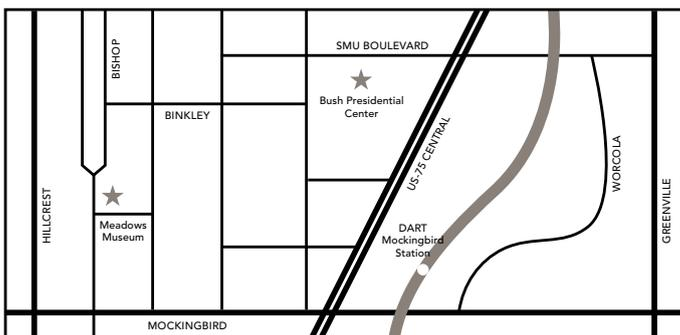 SMU BOULEVARD
BISHOP
Bush Presidential
Center
BINKLEY
US-75 CENTRAL
WORCOLA
HILLCREST
GREENVILLE
Meadows
Museum
DART
Mockingbird
Station
MOCKINGBIRD